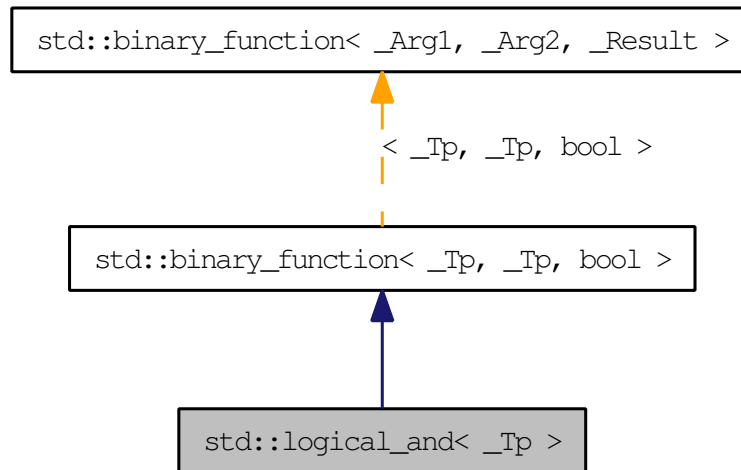 std::binary_function< _Arg1, _Arg2, _Result >
< _Tp, _Tp, bool >
std::binary_function< _Tp, _Tp, bool >
std::logical_and< _Tp >